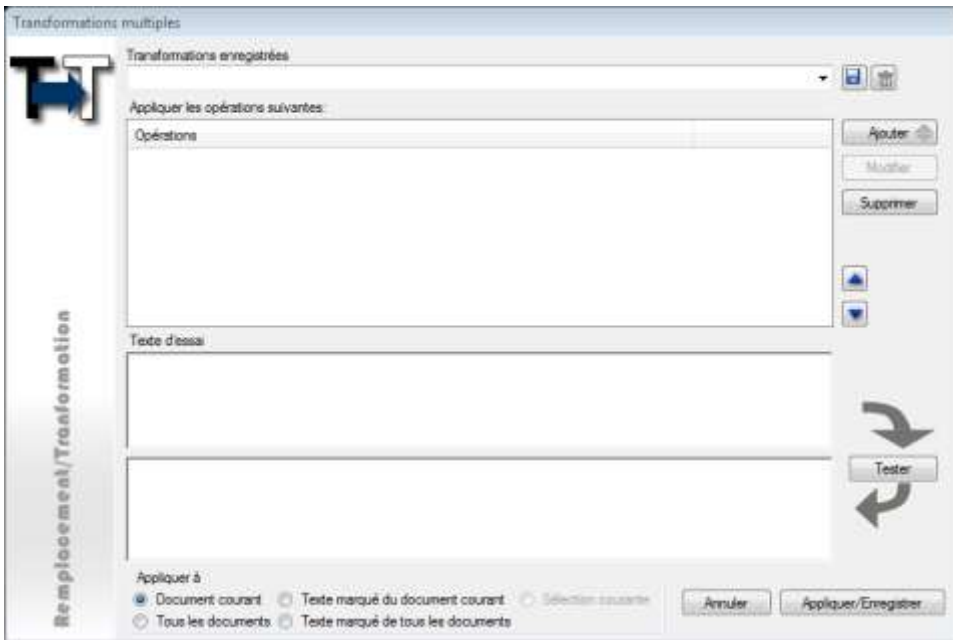 Transformations multiples
T T
Transformations enregistrées
Appliquer les opérations suivantes:
Opérations
Ajouter
Modifier
Supprimer
Texte d'essai
Tester
Remplacement/Tranformation
Appliquer à
Document courant Texte marqué du document courant Sélection courante
Tous les documents Texte marqué de tous les documents
Annuler Appliquer/Enregistrer